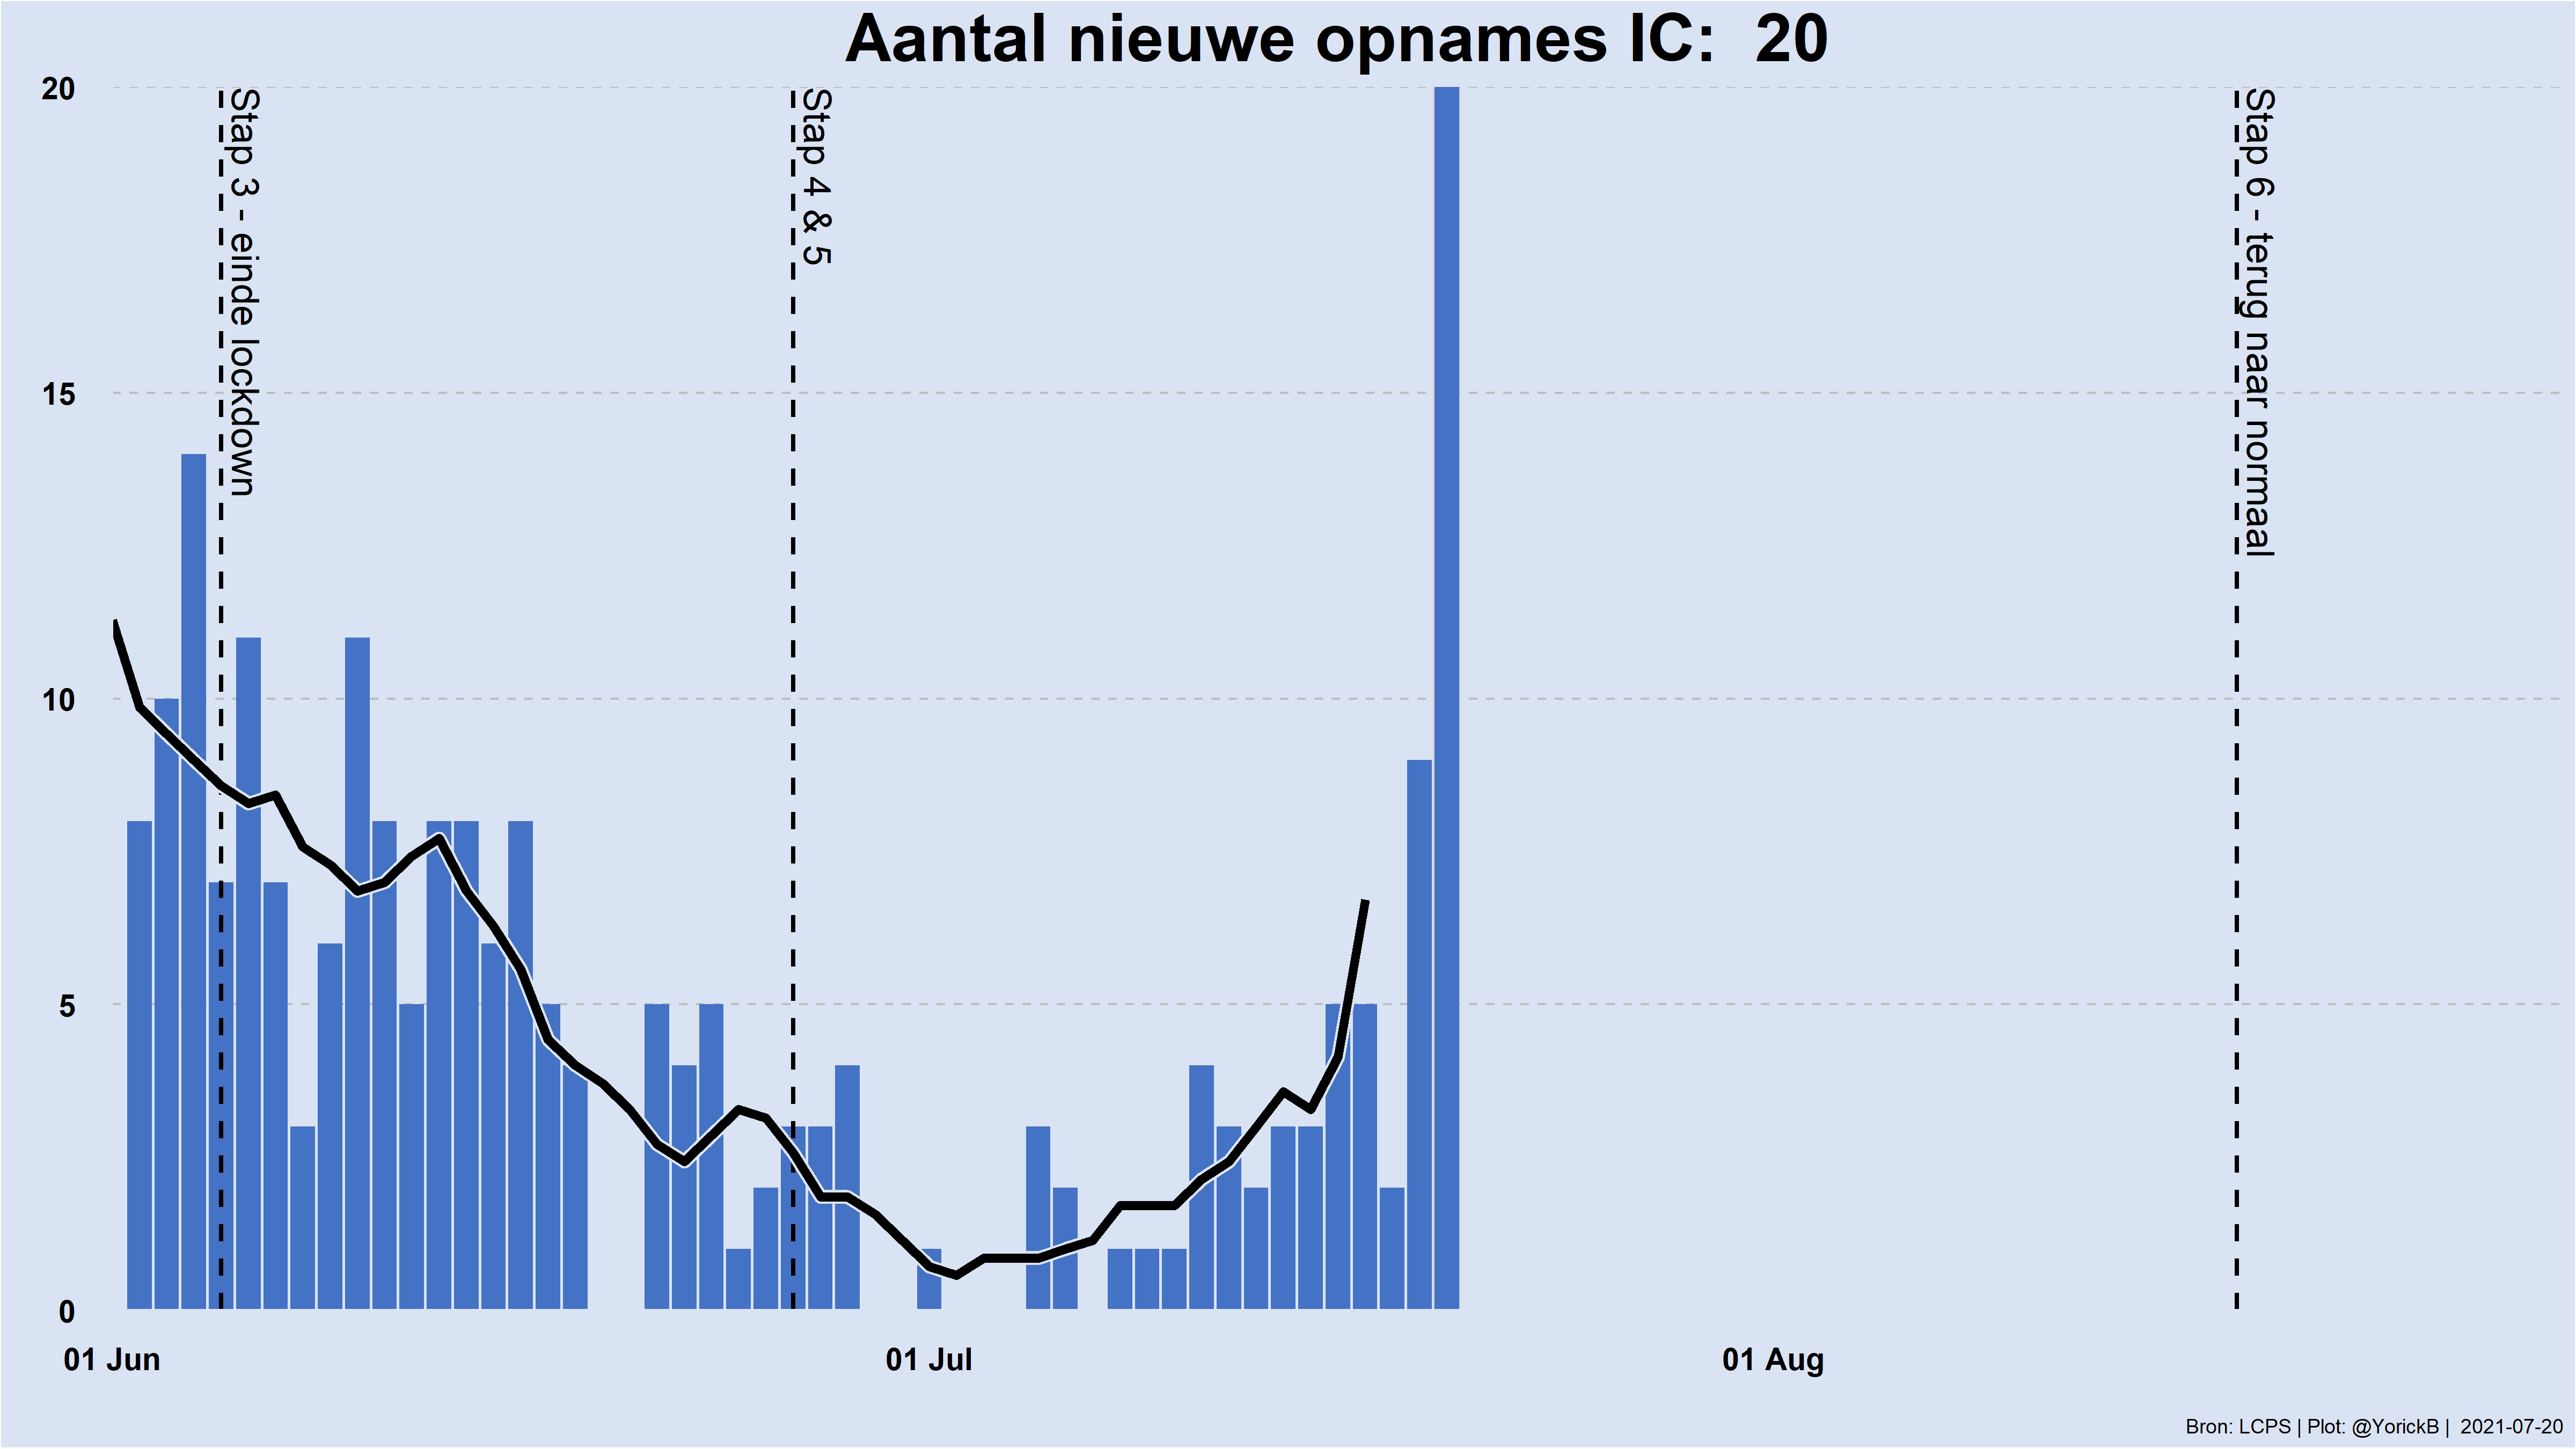 Aantal nieuwe opnames IC:  20
20
15
10
5
0
Stap 3 - einde lockdown
Stap 4 & 5
Stap 6 - terug naar normaal
01 Jun
01 Jul
01 Aug
Bron: LCPS | Plot: @YorickB |  2021-07-20